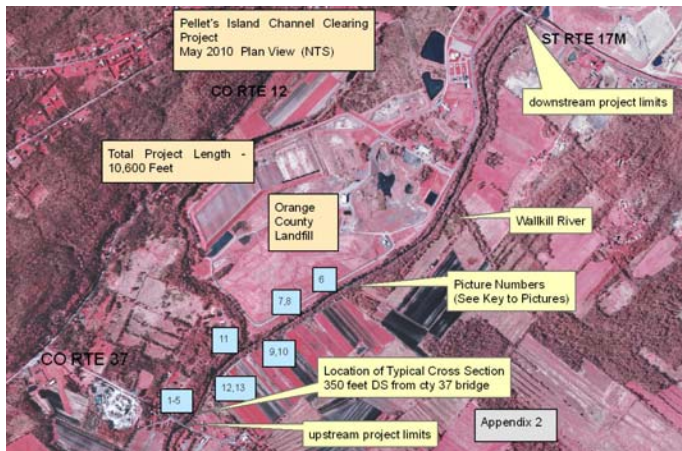 Pellet's Island Channel Clearing
Project
May 2010 Plan View (NTS)
ST RTE 17M
CO RTE 12
downstream project limits
Total Project Length -
10,600 Feet
Orange
County
Landfill
Wallkill River
6
7,8
Picture Numbers
(See Key to Pictures)
11
9,10
CO RTE 37
Location of Typical Cross Section
350 feet DS from cty 37 bridge
12,13
1-5
upstream project limits
Appendix 2